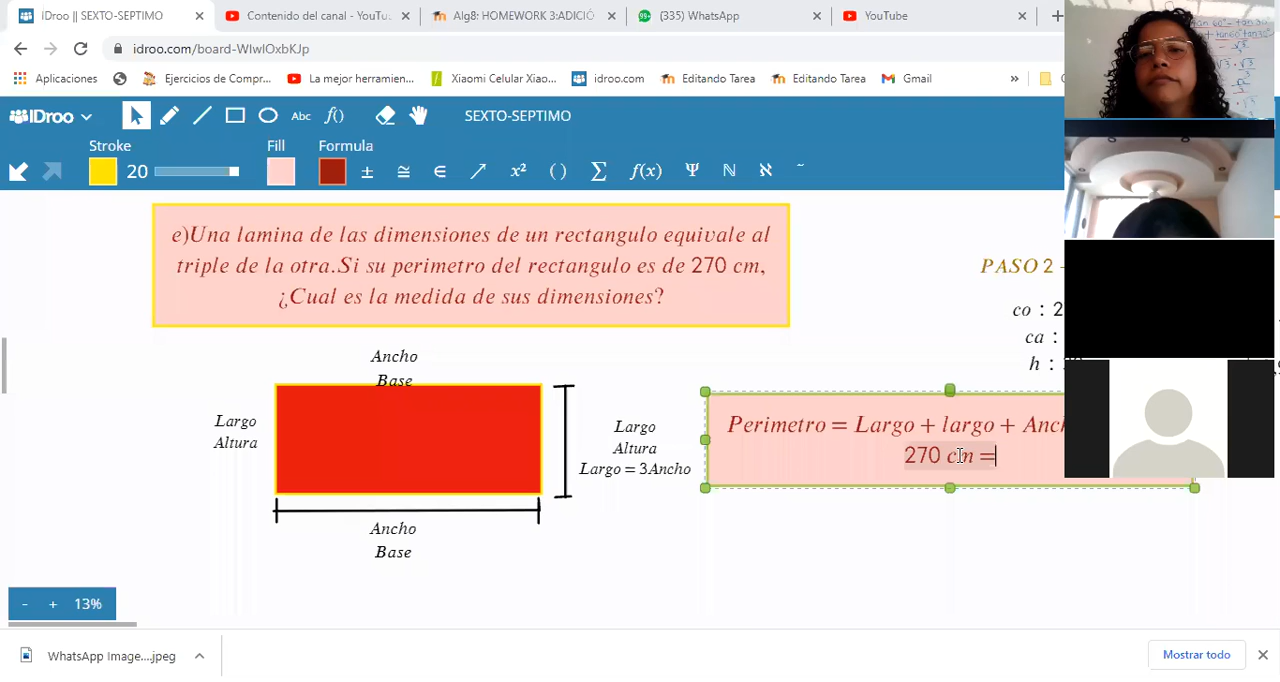 IDroo || SEXTO-SEPTIMO
Contenido del canal - YouTu
Alg8: HOMEWORK 3:ADICIÓ
99+ (335) WhatsApp
YouTube
idroo.com/board-WIwIOxbKJp
Aplicaciones
Ejercicios de Compr...
La mejor herramien...
Xiaomi Celular Xiao...
idroo.com
Editando Tarea
Editando Tarea
Gmail
»
IDroo
Abc
f()
SEXTO-SEPTIMO
Stroke
Fill
Formula
20
± ≅ ∈ x² ( ) ∑ f(x) Ψ ℕ ℵ
e)Una lamina de las dimensiones de un rectangulo equivale al
triple de la otra.Si su perimetro del rectangulo es de 270 cm,
¿Cual es la medida de sus dimensiones?
PASO 2
co : 2
ca :
h :
Ancho
Base
Largo
Altura
Largo
Altura
Largo = 3Ancho
Perimetro = Largo + largo + Anch
270 cm =
Ancho
Base
- + 13%
WhatsApp Image....jpeg
Mostrar todo